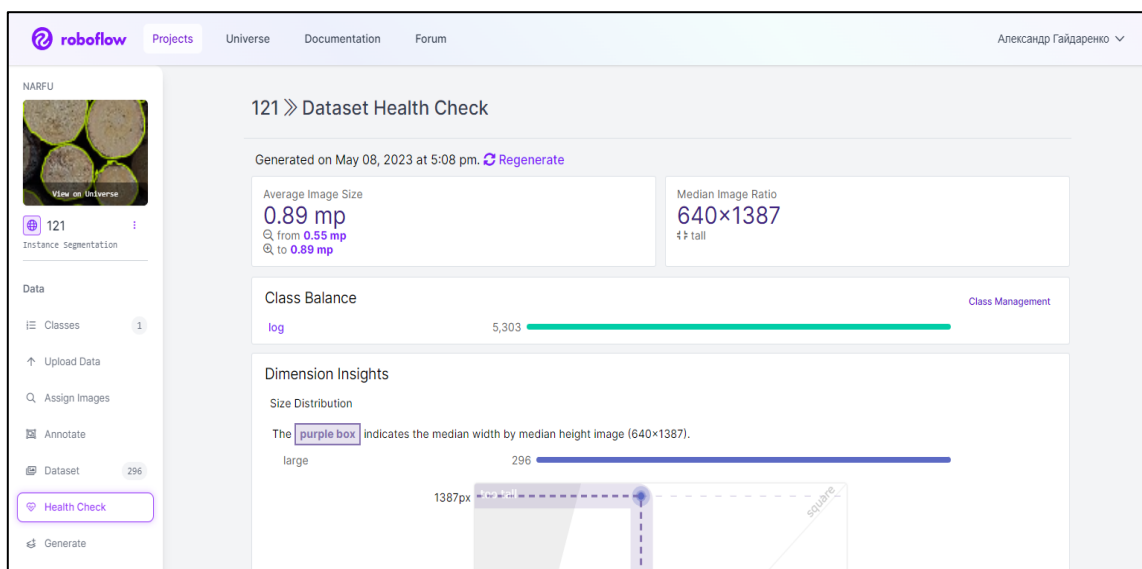 roboflow Projects Universe Documentation Forum Александр Гайдаренко
NARFU
View on Universe
121
Instance Segmentation
Data
Classes 1
Upload Data
Assign Images
Annotate
Dataset 296
Health Check
Generate
121 Dataset Health Check
Generated on May 08, 2023 at 5:08 pm. Regenerate
Average Image Size
0.89 mp
from 0.55 mp
to 0.89 mp
Median Image Ratio
640×1387
tall
Class Balance
Class Management
log 5,303
Dimension Insights
Size Distribution
The purple box indicates the median width by median height image (640×1387).
large 296
1387px too tall
square